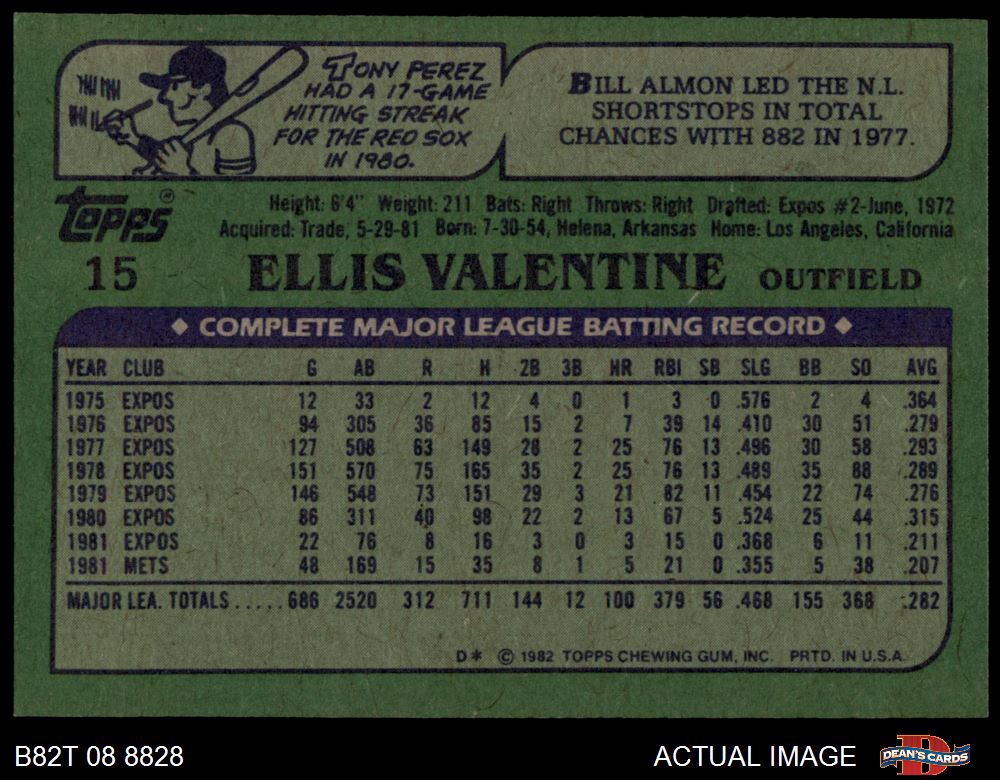 TONY PEREZ
HAD A 17-GAME
HITTING STREAK
FOR THE RED SOX
IN 1980.
BILL ALMON LED THE N.L.
SHORTSTOPS IN TOTAL
CHANCES WITH 882 IN 1977.
topps®
Height: 6'4" Weight: 211 Bats: Right Throws: Right Drafted: Expos #2-June, 1972
Acquired: Trade, 5-29-81 Born: 7-30-54, Helena, Arkansas Home: Los Angeles, California
15 ELLIS VALENTINE OUTFIELD
◆ COMPLETE MAJOR LEAGUE BATTING RECORD ◆
YEAR CLUB G AB R H 2B 3B HR RBI SB SLG BB SO AVG
1975 EXPOS 12 33 2 12 4 0 1 3 0 .576 2 4 .364
1976 EXPOS 94 305 36 85 15 2 7 39 14 .410 30 51 .279
1977 EXPOS 127 508 63 149 28 2 25 76 13 .496 30 58 .293
1978 EXPOS 151 570 75 165 35 2 25 76 13 .489 35 88 .289
1979 EXPOS 146 548 73 151 29 3 21 82 11 .454 22 74 .276
1980 EXPOS 86 311 40 98 22 2 13 67 5 .524 25 44 .315
1981 EXPOS 22 76 8 16 3 0 3 15 0 .368 6 11 .211
1981 METS 48 169 15 35 8 1 5 21 0 .355 5 38 .207
MAJOR LEA. TOTALS..... 686 2520 312 711 144 12 100 379 56 .468 155 368 .282
D* © 1982 TOPPS CHEWING GUM, INC. PRTD. IN U.S.A.
B82T 08 8828 ACTUAL IMAGE
DEAN'S CARDS